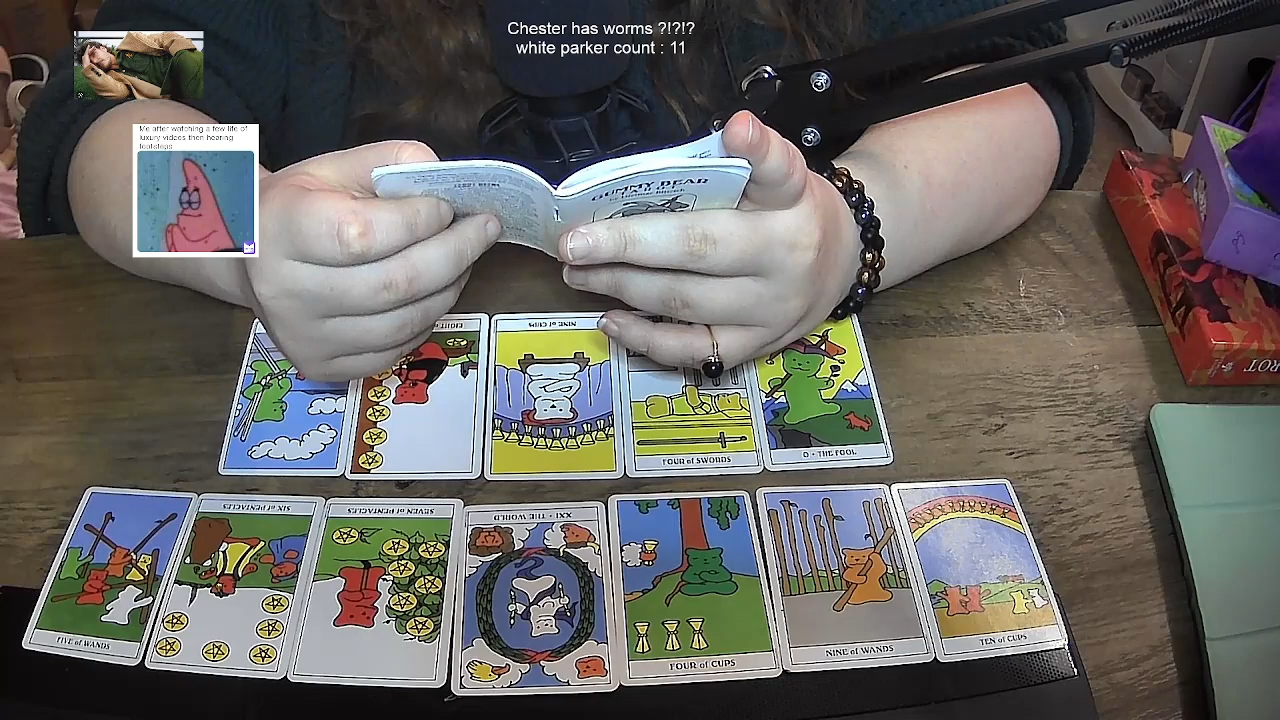 Chester has worms ?!?!?
white parker count : 11
Me after watching a few life of
luxury videos then hearing
footsteps
GUMMY BEAR
EIGHT of
NINE of CUPS
FOUR of SWORDS
0 • THE FOOL
FIVE of WANDS
SIX of PENTACLES
SEVEN of PENTACLES
XXI • THE WORLD
FOUR of CUPS
NINE of WANDS
TEN of CUPS